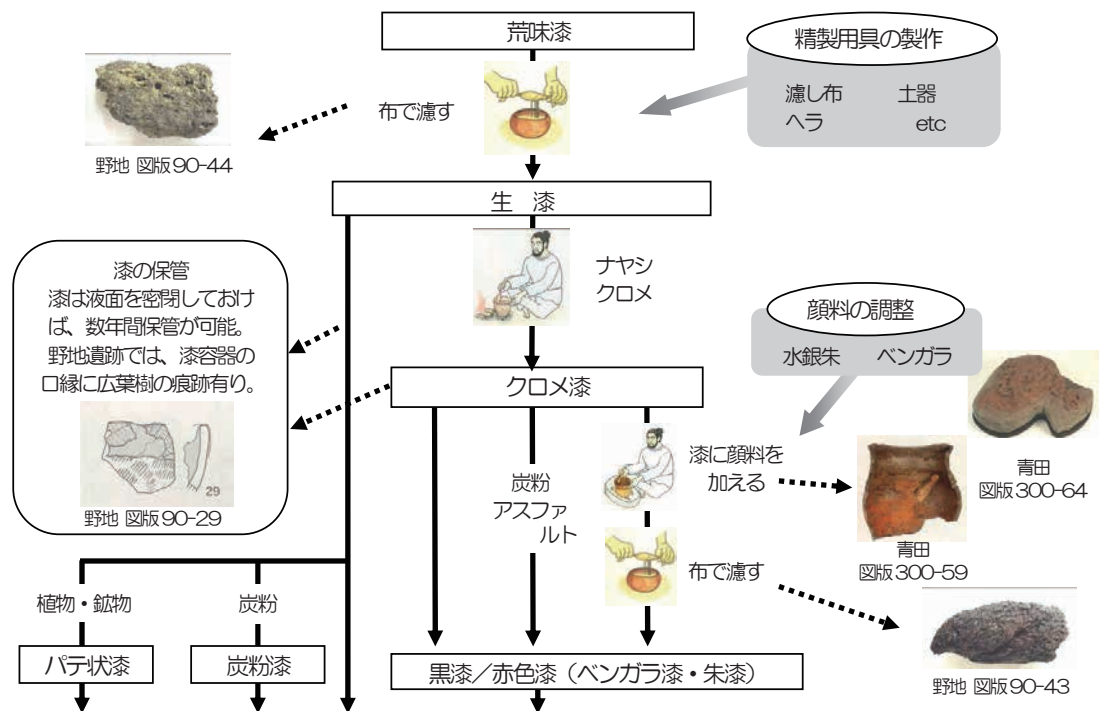 荒味漆
精製用具の製作
濾し布　土器
ヘラ　etc
布で濾す
野地 図版90-44
生　漆
ナヤシ
クロメ
漆の保管
漆は液面を密閉しておけ
ば、数年間保管が可能。
野地遺跡では、漆容器の
口縁に広葉樹の痕跡有り。
29
野地 図版90-29
顔料の調整
水銀朱　ベンガラ
クロメ漆
漆に顔料を
加える
青田
図版300-64
炭粉
アスファ
ルト
青田
図版300-59
布で濾す
植物・鉱物
炭粉
パテ状漆
炭粉漆
黒漆／赤色漆（ベンガラ漆・朱漆）
野地 図版90-43